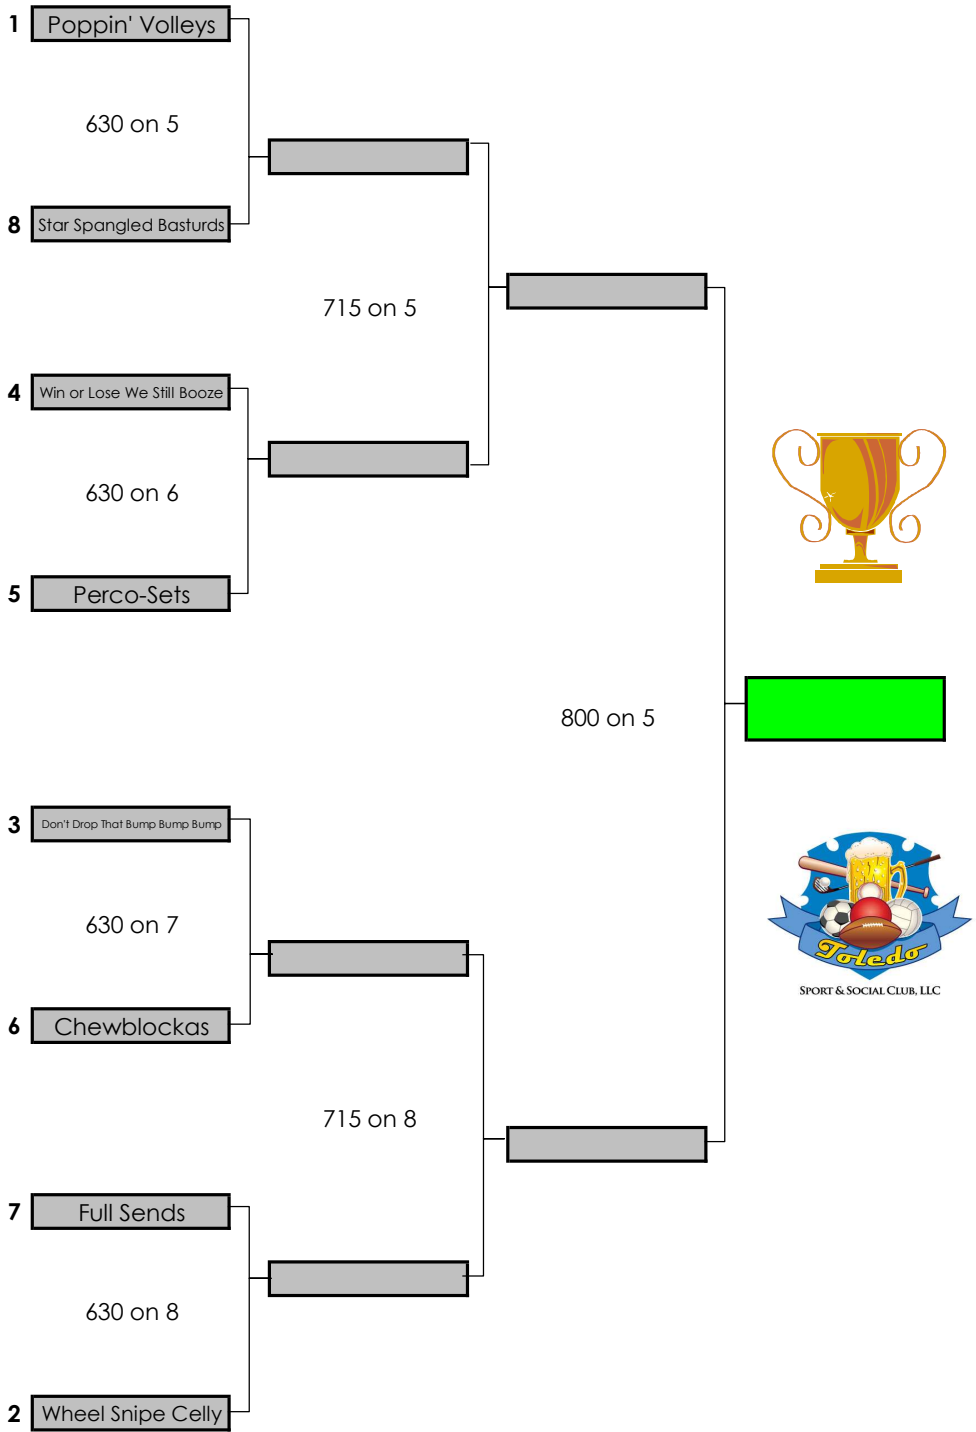 1 Poppin' Volleys
630 on 5
8 Star Spangled Basturds
715 on 5
4 Win or Lose We Still Booze
630 on 6
5 Perco-Sets
800 on 5
3 Don't Drop That Bump Bump Bump
630 on 7
6 Chewblockas
715 on 8
7 Full Sends
630 on 8
2 Wheel Snipe Celly
Toledo
SPORT & SOCIAL CLUB, LLC